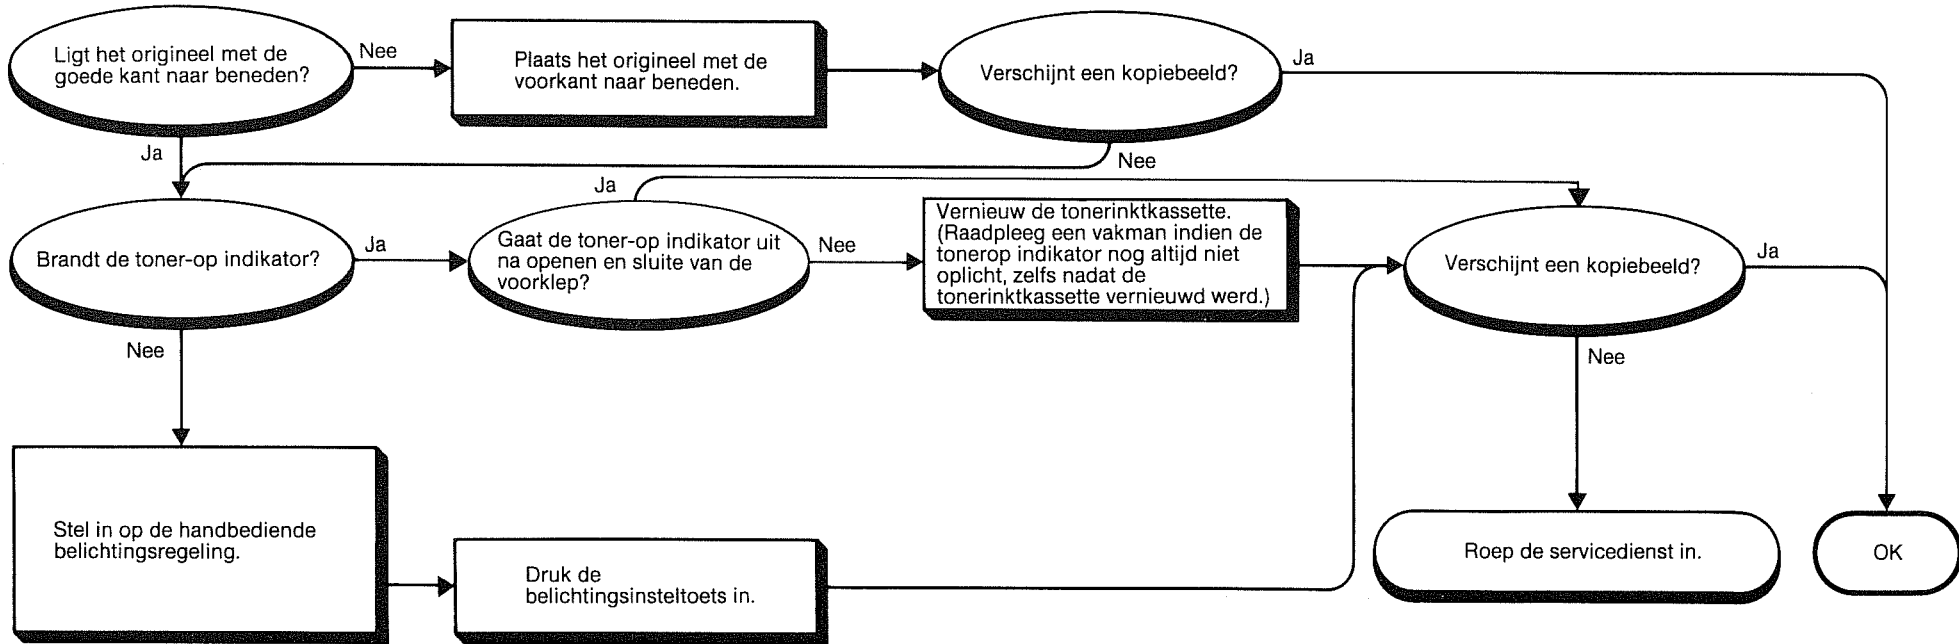 Ligt het origineel met de
goede kant naar beneden?
Nee
Plaats het origineel met de
voorkant naar beneden.
Verschijnt een kopiebeeld?
Ja
Ja
Nee
Brandt de toner-op indikator?
Ja
Gaat de toner-op indikator uit
na openen en sluite van de
voorklep?
Ja
Nee
Vernieuw de tonerinktkassette.
(Raadpleeg een vakman indien de
tonerop indikator nog altijd niet
oplicht, zelfs nadat de
tonerinktkassette vernieuwd werd.)
Verschijnt een kopiebeeld?
Ja
Nee
Nee
Stel in op de handbediende
belichtingsregeling.
Druk de
belichtingsinsteltoets in.
Roep de servicedienst in.
OK